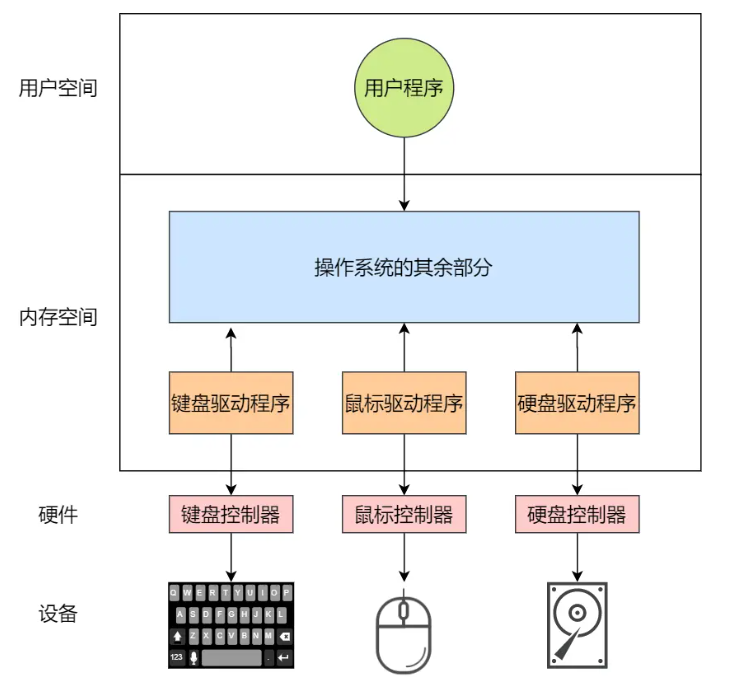 用户空间
用户程序
操作系统的其余部分
内存空间
键盘驱动程序
鼠标驱动程序
硬盘驱动程序
硬件
键盘控制器
鼠标控制器
硬盘控制器
设备
Q W E R T Y U I O P
A S D F G H J K L
Z X C V B N M
123 .